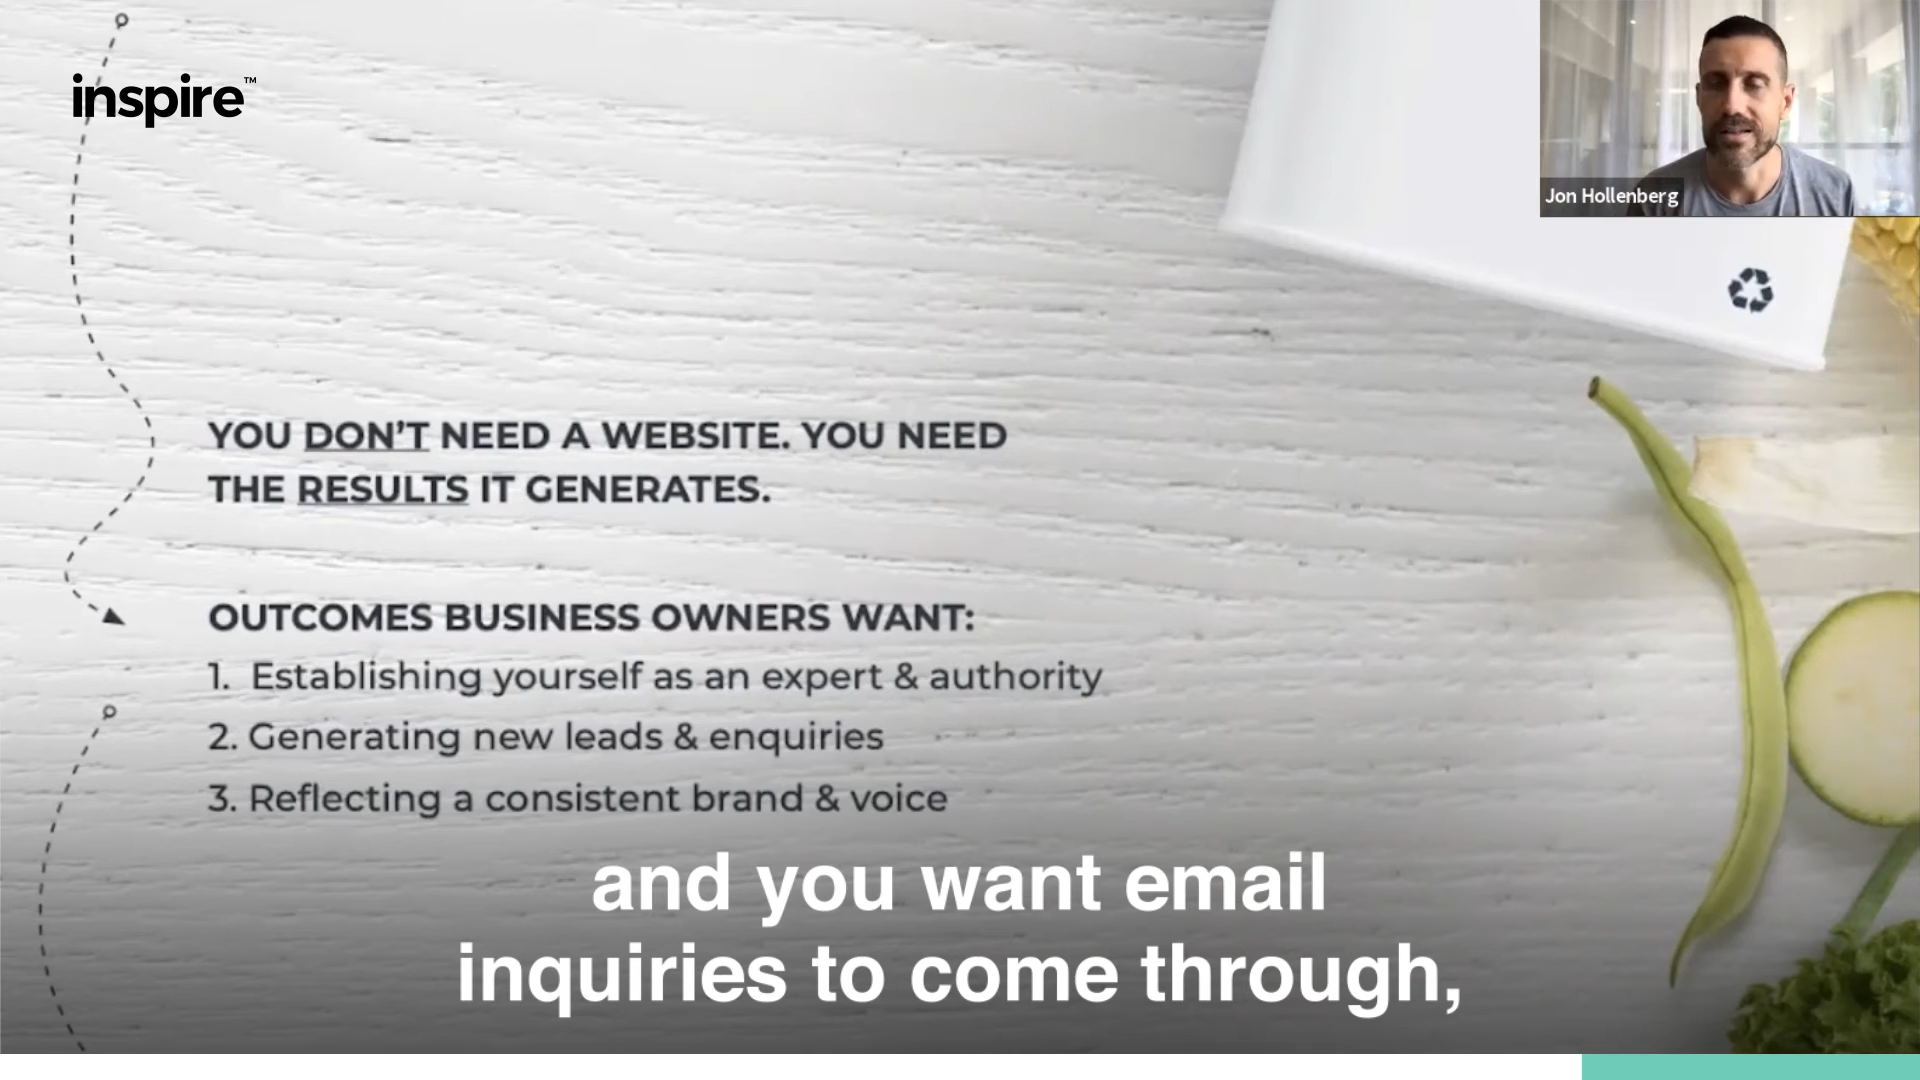 inspire™
Jon Hollenberg
YOU DON'T NEED A WEBSITE. YOU NEED
THE RESULTS IT GENERATES.
OUTCOMES BUSINESS OWNERS WANT:
1. Establishing yourself as an expert & authority
2. Generating new leads & enquiries
3. Reflecting a consistent brand & voice
and you want email
inquiries to come through,